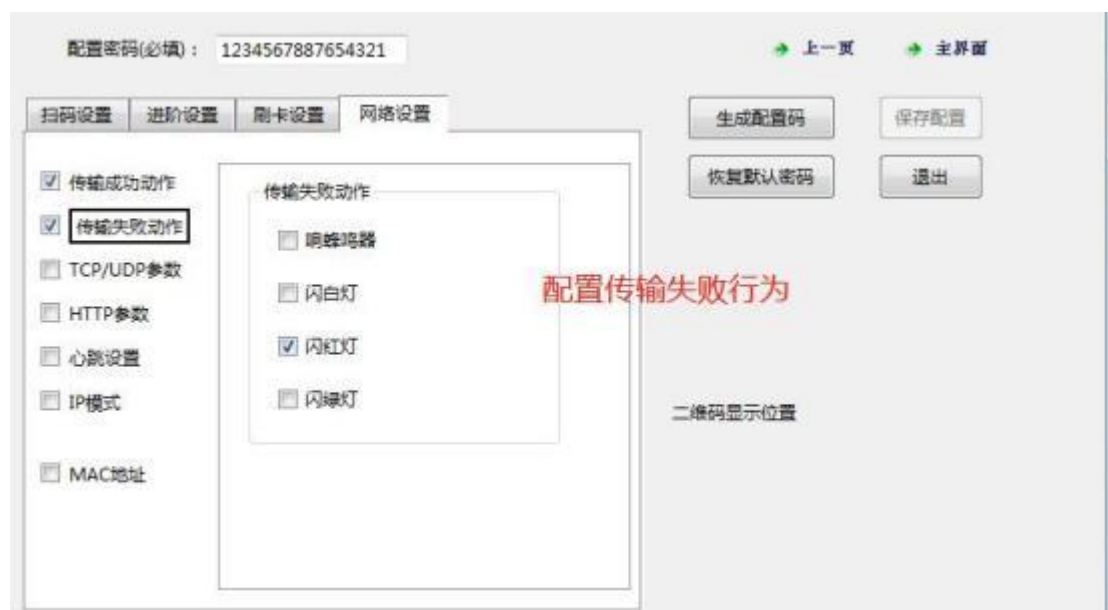 配置密码(必填): 1234567887654321
上一页 主界面
扫码设置 进阶设置 刷卡设置 网络设置
生成配置码 保存配置
恢复默认密码 退出
传输成功动作
传输失败动作
TCP/UDP参数
HTTP参数
心跳设置
IP模式
MAC地址
传输失败动作
响蜂鸣器
闪白灯
闪红灯
闪绿灯
配置传输失败行为
二维码显示位置